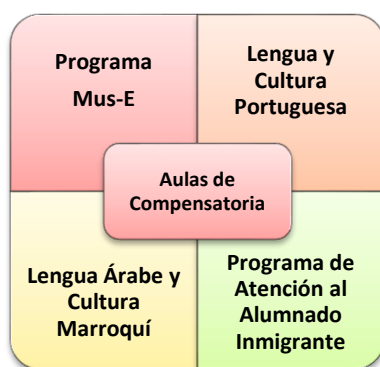 Programa
Mus-E
Lengua y
Cultura
Portuguesa
Aulas de
Compensatoria
Lengua Árabe y
Cultura
Marroquí
Programa de
Atención al
Alumnado
Inmigrante